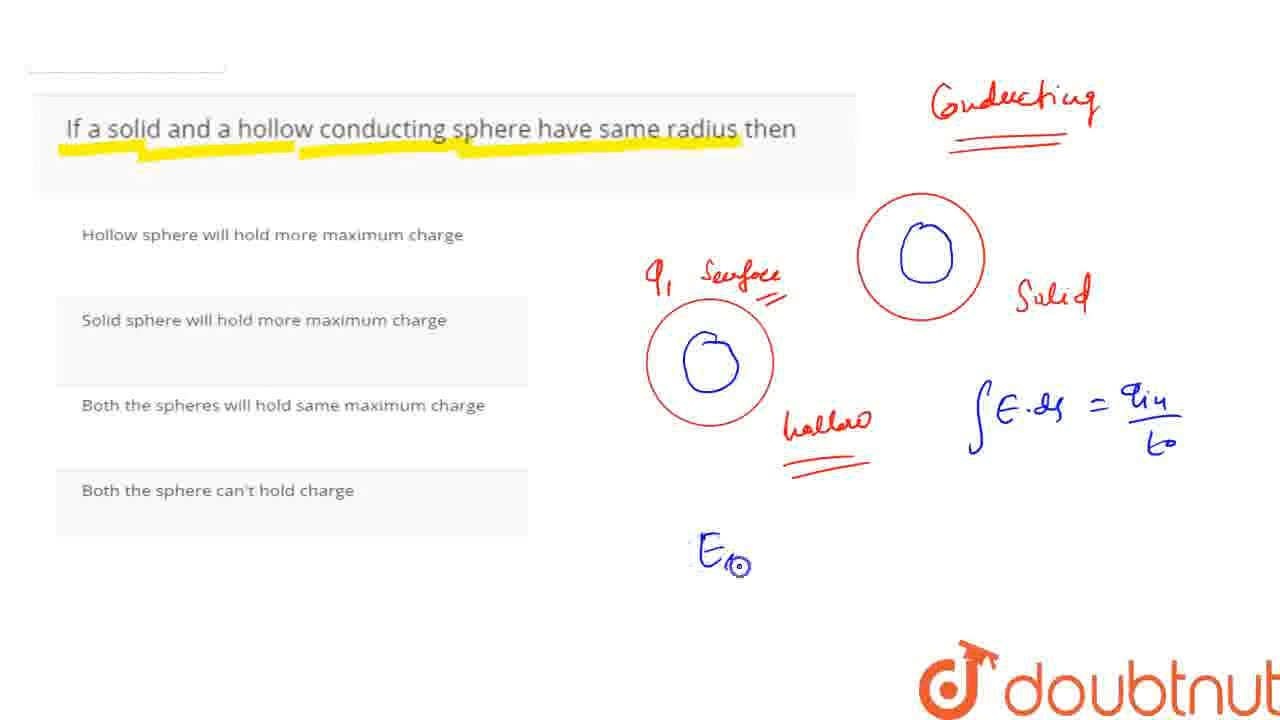 Conducting
If a solid and a hollow conducting sphere have same radius then
Hollow sphere will hold more maximum charge
q₁ Surface
Solid
Solid sphere will hold more maximum charge
∫E.ds = qin/ε0
Both the spheres will hold same maximum charge
hollow
Both the sphere can't hold charge
E
doubtnut